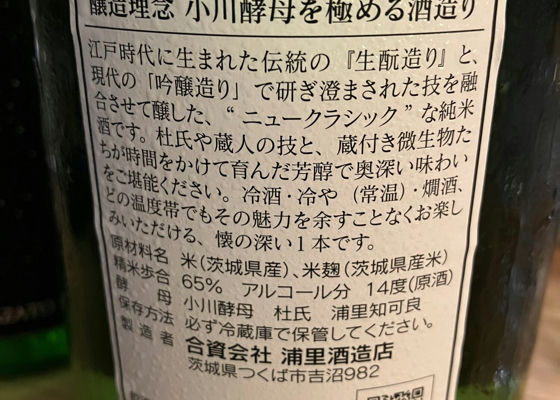 醸造理念 小川酵母を極める酒造り
江戸時代に生まれた伝統の『生酛造り』と、
現代の「吟醸造り」で研ぎ澄まされた技を融
合させて醸した、“ニュークラシック”な純米
酒です。杜氏や蔵人の技と、蔵付き微生物た
ちが時間をかけて育んだ芳醇で奥深い味わい
をご堪能ください。冷酒・冷や（常温）・燗酒、
どの温度帯でもその魅力を余すことなくお楽し
みいただける、懐の深い1本です。
原材料名 米(茨城県産)、米麹(茨城県産米)
精米歩合 65% アルコール分 14度(原酒)
酵母 小川酵母 杜氏 浦里知可良
保存方法 必ず冷蔵庫で保管してください。
製造者 合資会社 浦里酒造店
茨城県つくば市吉沼982